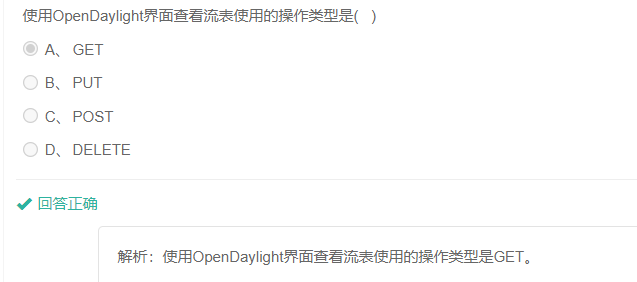 使用OpenDaylight界面查看流表使用的操作类型是(   )
A、 GET
B、 PUT
C、 POST
D、 DELETE
回答正确
解析：使用OpenDaylight界面查看流表使用的操作类型是GET。